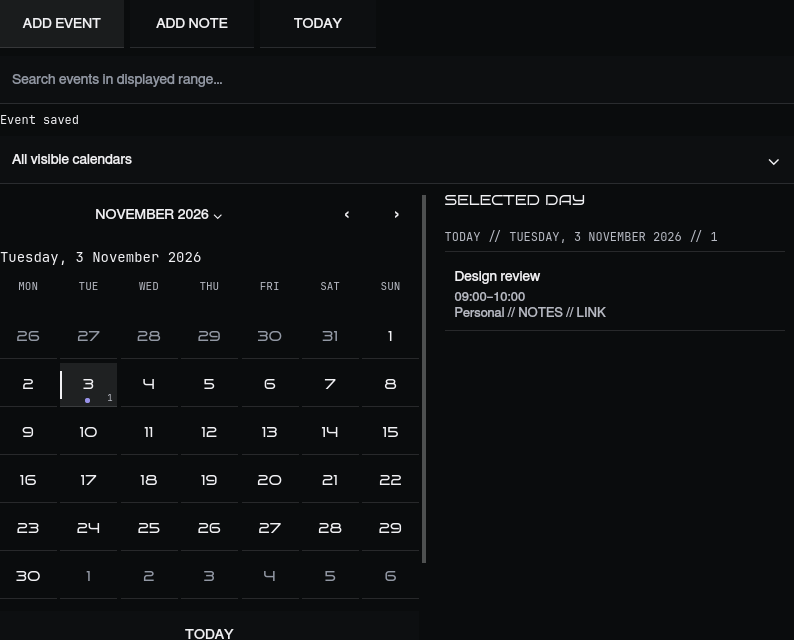 ADD EVENT ADD NOTE TODAY
Search events in displayed range...
Event saved
All visible calendars
NOVEMBER 2026 ‹ ›
Tuesday, 3 November 2026
MON TUE WED THU FRI SAT SUN
26 27 28 29 30 31 1
2 3 1 4 5 6 7 8
9 10 11 12 13 14 15
16 17 18 19 20 21 22
23 24 25 26 27 28 29
30 1 2 3 4 5 6
TODAY
SELECTED DAY
TODAY // TUESDAY, 3 NOVEMBER 2026 // 1
Design review
09:00–10:00
Personal // NOTES // LINK